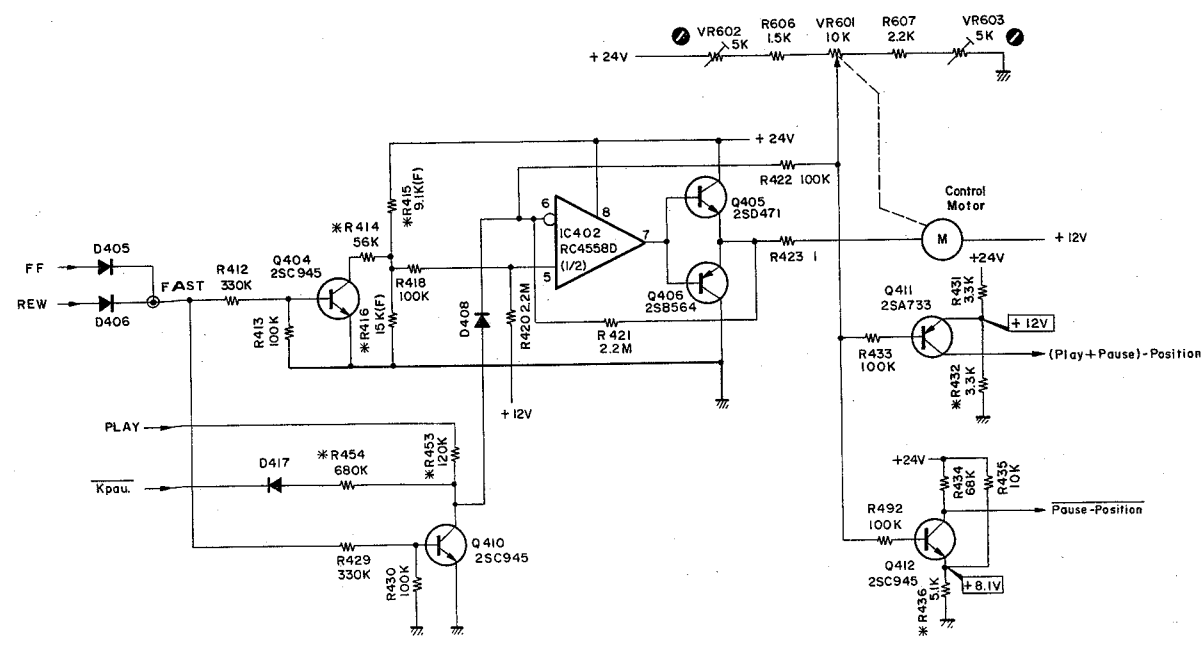 VR602
5K
R606
1.5K
VR601
10K
R607
2.2K
VR603
5K
+24V
+24V
R422 100K
Control
Motor
M
+12V
*R415
9.1K(F)
*R414
56K
6
8
IC402
RC4558D
(1/2)
7
5
Q405
2SD471
R423 1
Q406
2SB564
D405
FF
REW
D406
FAST
R412
330K
Q404
2SC945
R413
100K
*R416
15K(F)
R418
100K
D408
R420 2.2M
R421
2.2M
+12V
+24V
R431
3.3K
Q411
2SA733
+12V
R433
100K
(Play+Pause)-Position
*R432
3.3K
PLAY
*R453
120K
D417
*R454
680K
Kpau.
Q410
2SC945
R429
330K
R430
100K
+24V
R434
68K
R435
10K
R492
100K
Pause-Position
Q412
2SC945
+8.1V
*R436
5.1K